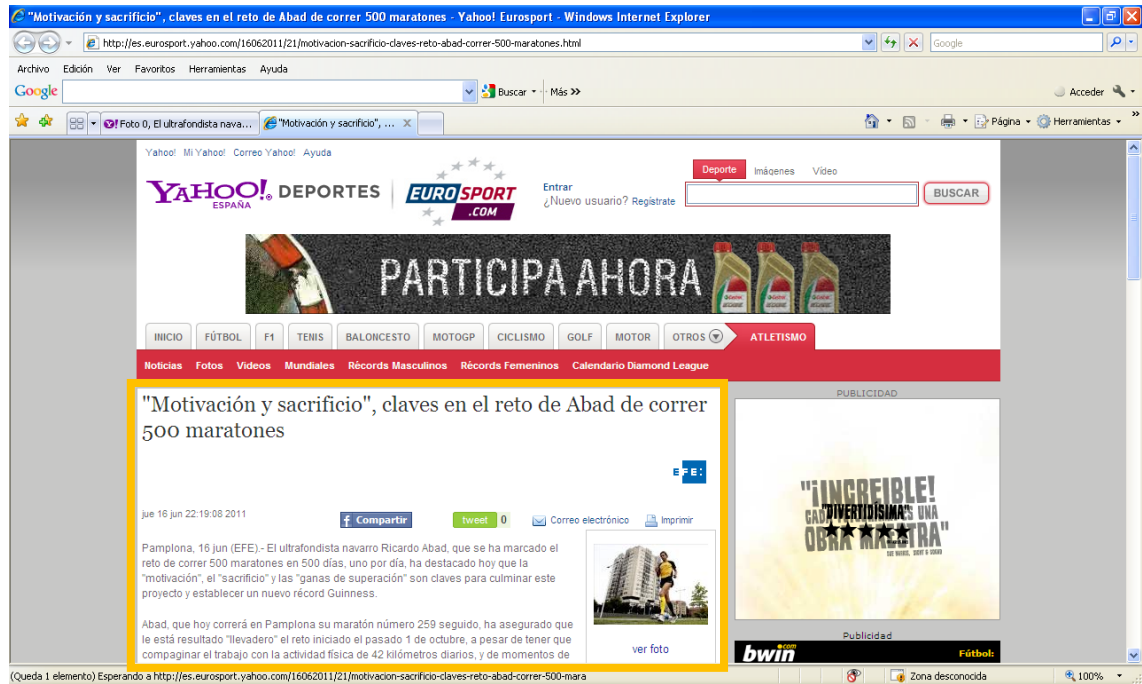 "Motivación y sacrificio", claves en el reto de Abad de correr 500 maratones - Yahoo! Eurosport - Windows Internet Explorer
http://es.eurosport.yahoo.com/16062011/21/motivacion-sacrificio-claves-reto-abad-correr-500-maratones.html
Google
Archivo Edición Ver Favoritos Herramientas Ayuda
Google Buscar Más >> Acceder
Foto 0, El ultrafondista nava... "Motivación y sacrificio", ... X Página Herramientas >>
Yahoo! Mi Yahoo! Correo Yahoo! Ayuda
Deporte Imágenes Vídeo
YAHOO! DEPORTES
ESPAÑA
EUROSPORT
.COM
Entrar
¿Nuevo usuario? Regístrate
BUSCAR
PARTICIPA AHORA
Castrol
INICIO FÚTBOL F1 TENIS BALONCESTO MOTOGP CICLISMO GOLF MOTOR OTROS ATLETISMO
Noticias Fotos Videos Mundiales Récords Masculinos Récords Femeninos Calendario Diamond League
"Motivación y sacrificio", claves en el reto de Abad de correr
500 maratones
EFE:
jue 16 jun 22:19:08 2011
f Compartir
tweet 0
Correo electrónico
Imprimir
Pamplona, 16 jun (EFE).- El ultrafondista navarro Ricardo Abad, que se ha marcado el
reto de correr 500 maratones en 500 días, uno por día, ha destacado hoy que la
"motivación", el "sacrificio" y las "ganas de superación" son claves para culminar este
proyecto y establecer un nuevo récord Guinness.
Abad, que hoy correrá en Pamplona su maratón número 259 seguido, ha asegurado que
le está resultado "llevadero" el reto iniciado el pasado 1 de octubre, a pesar de tener que
compaginar el trabajo con la actividad física de 42 kilómetros diarios, y de momentos de
ver foto
PUBLICIDAD
"¡INCREIBLE!
"DIVERTIDISIMA"
UNA
OBRA MAESTRA"
Publicidad
bwin.com
Fútbol:
(Queda 1 elemento) Esperando a http://es.eurosport.yahoo.com/16062011/21/motivacion-sacrificio-claves-reto-abad-correr-500-mara
Zona desconocida
100%